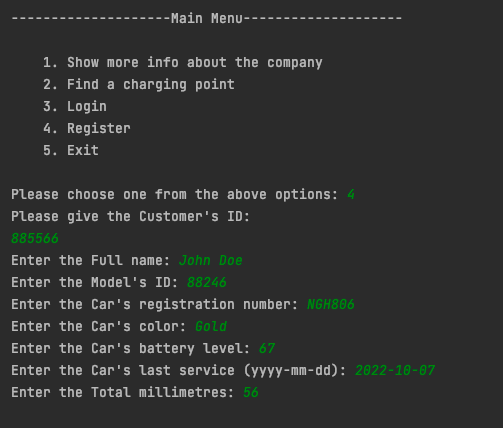 --------------------Main Menu--------------------
1. Show more info about the company
2. Find a charging point
3. Login
4. Register
5. Exit
Please choose one from the above options: 4
Please give the Customer's ID:
885566
Enter the Full name: John Doe
Enter the Model's ID: 88246
Enter the Car's registration number: NGH806
Enter the Car's color: Gold
Enter the Car's battery level: 67
Enter the Car's last service (yyyy-mm-dd): 2022-10-07
Enter the Total millimetres: 56